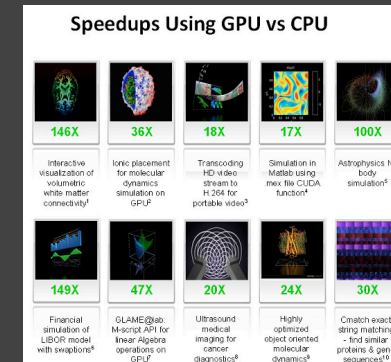 Speedups Using GPU vs CPU
146X
36X
18X
17X
100X
Interactive
visualization of
volumetric
white matter
connectivity¹
Ionic placement
for molecular
dynamics
simulation on
GPU²
Transcoding
HD video
stream to
H.264 for
portable video³
Simulation in
Matlab using
.mex file CUDA
function⁴
Astrophysics N
body
simulation⁵
149X
47X
20X
24X
30X
Financial
simulation of
LIBOR model
with swaptions⁶
GLAME@lab:
M-script API for
linear Algebra
operations on
GPU⁷
Ultrasound
medical
imaging for
cancer
diagnostics⁸
Highly
optimized
object oriented
molecular
dynamics⁹
Cmatch exact
string matching
- find similar
proteins & gen
sequences¹⁰